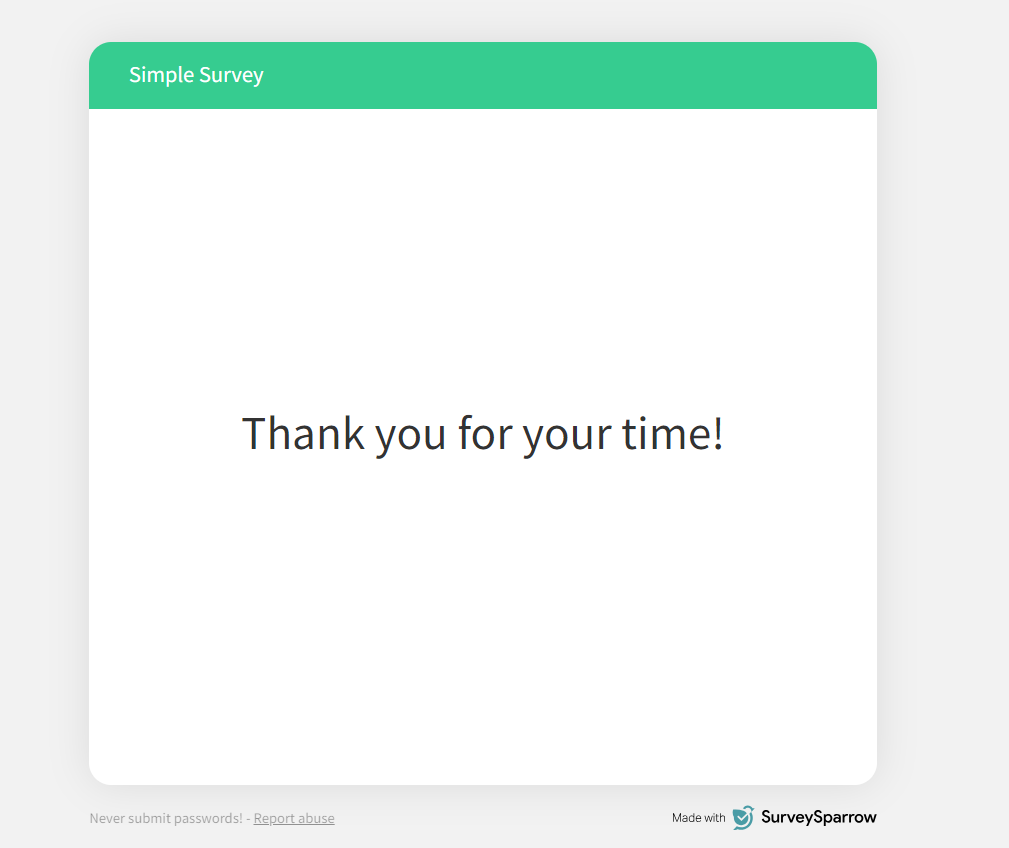 Simple Survey
Thank you for your time!
Never submit passwords! - Report abuse
Made with SurveySparrow